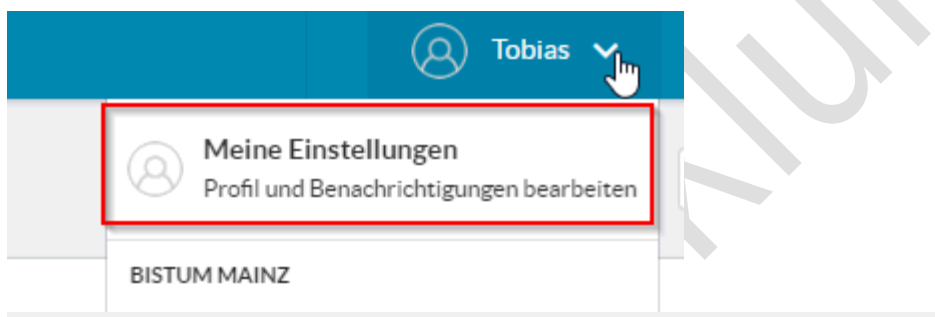 Tobias
Meine Einstellungen
Profil und Benachrichtigungen bearbeiten
BISTUM MAINZ